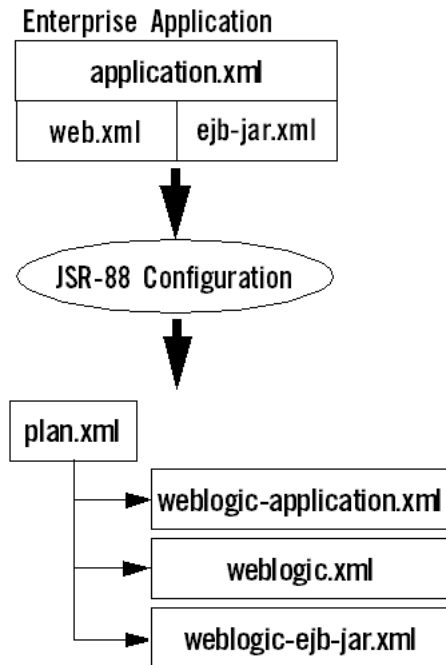 Enterprise Application
application.xml
web.xml
ejb-jar.xml
JSR-88 Configuration
plan.xml
weblogic-application.xml
weblogic.xml
weblogic-ejb-jar.xml